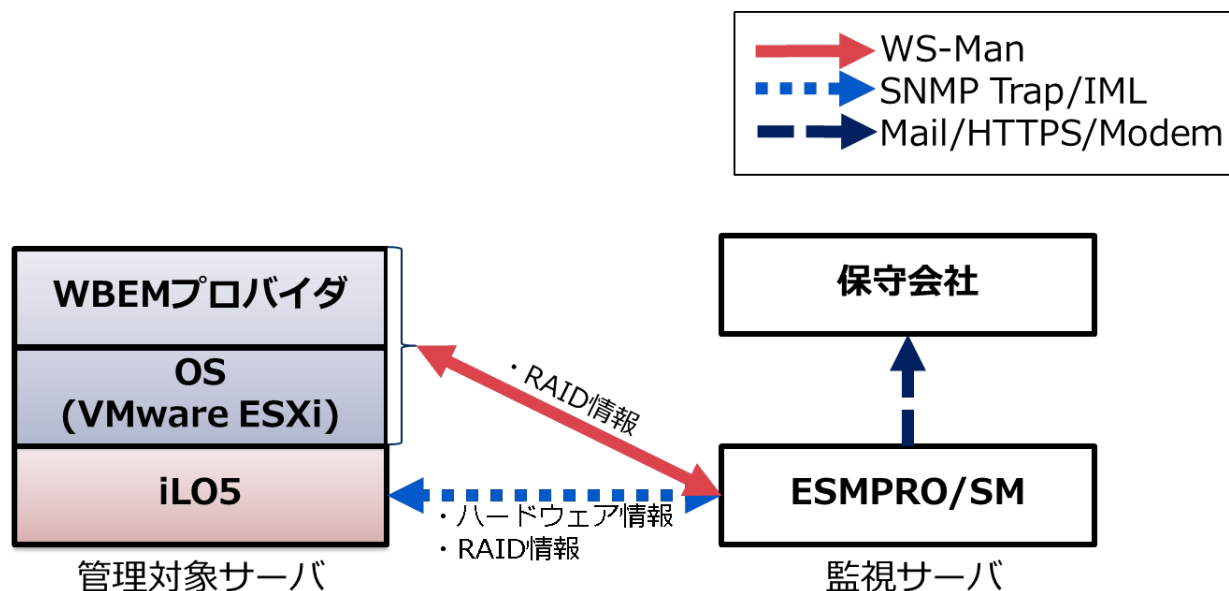 WS-Man
SNMP Trap/IML
Mail/HTTPS/Modem
WBEMプロバイダ
OS
(VMware ESXi)
iLO5
管理対象サーバ
・RAID情報
・ハードウェア情報
・RAID情報
保守会社
ESMPRO/SM
監視サーバ